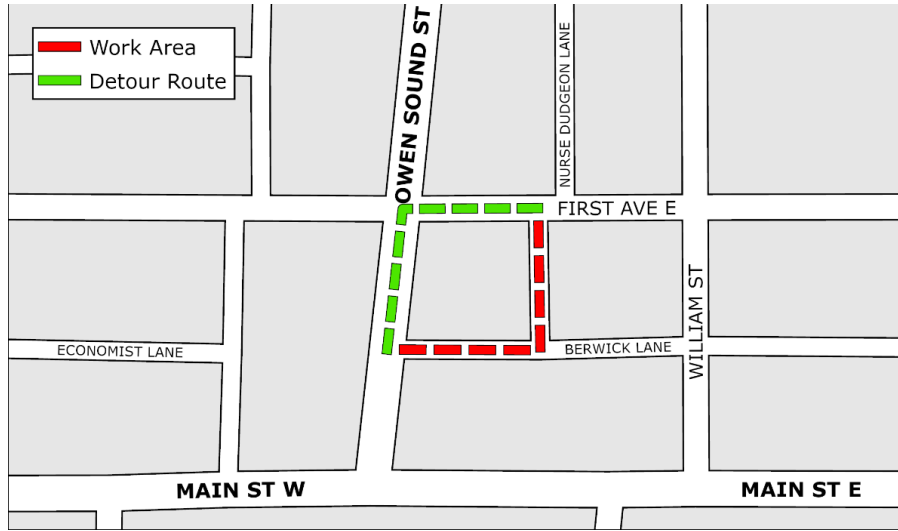 Work Area
Detour Route
OWEN SOUND ST
NURSE DUDGEON LANE
FIRST AVE E
WILLIAM ST
ECONOMIST LANE
BERWICK LANE
MAIN ST W
MAIN ST E